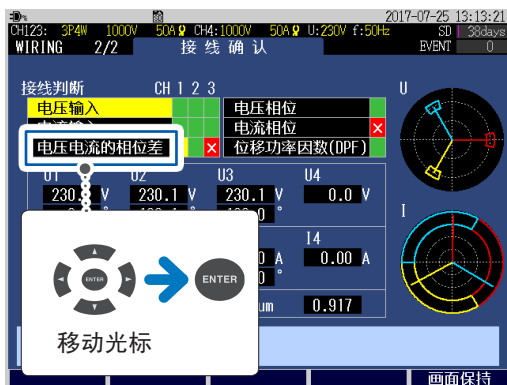 2017-07-25 13:13:21
CH123: 3P4W 1000V 50A CH4:1000V 50A U:230V f:50Hz SD 38days
WIRING 2/2 接线确认 EVENT 0
接线判断 CH 1 2 3
U
电压输入
电压相位
电流相位
电压电流的相位差
位移功率因数(DPF)
U1 U2 U3 U4
230. V 230.1 V 230.1 V 0.0 V
I
I4
0 A 0.00 A
0 °
um 0.917
ENTER
ENTER
移动光标
画面保持